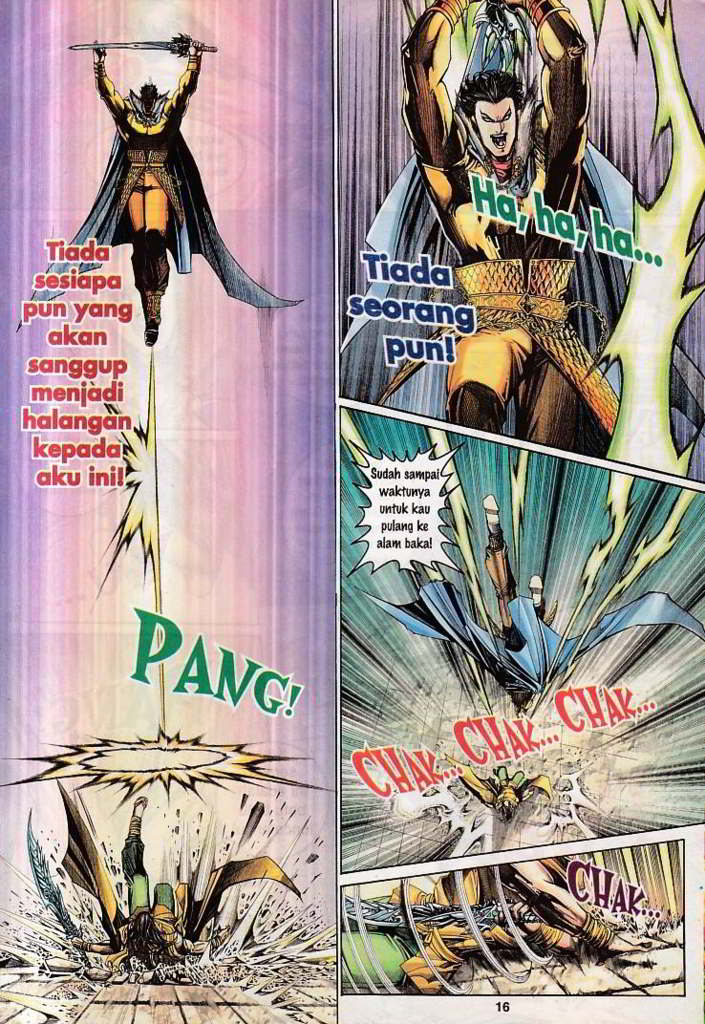 Tiada
sesiapa
pun yang
akan
sanggup
menjadi
halangan
kepada
aku ini!
PANG!
Ha, ha, ha...
Tiada
seorang
pun!
Sudah sampai
waktunya
untuk kau
pulang ke
alam baka!
CHAK... CHAK... CHAK...
CHAK...
16